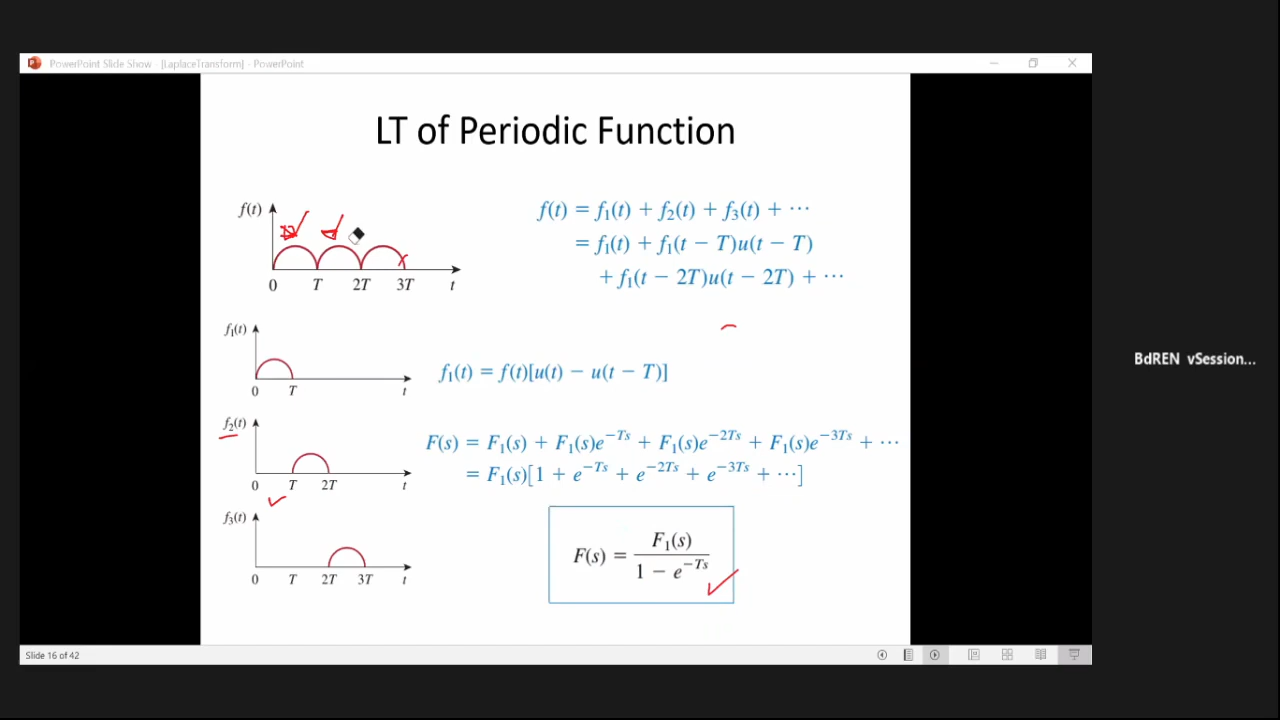 PowerPoint Slide Show - [LaplaceTransform] - PowerPoint
LT of Periodic Function
f(t)
0 T 2T 3T t
f(t) = f₁(t) + f₂(t) + f₃(t) + ⋯
= f₁(t) + f₁(t − T)u(t − T)
+ f₁(t − 2T)u(t − 2T) + ⋯
f₁(t)
0 T t
f₁(t) = f(t)[u(t) − u(t − T)]
f₂(t)
0 T 2T t
F(s) = F₁(s) + F₁(s)e^{−Ts} + F₁(s)e^{−2Ts} + F₁(s)e^{−3Ts} + ⋯
= F₁(s)[1 + e^{−Ts} + e^{−2Ts} + e^{−3Ts} + ⋯]
f₃(t)
0 T 2T 3T t
F(s) = F₁(s) / (1 − e^{−Ts})
Slide 16 of 42
BdREN vSession...